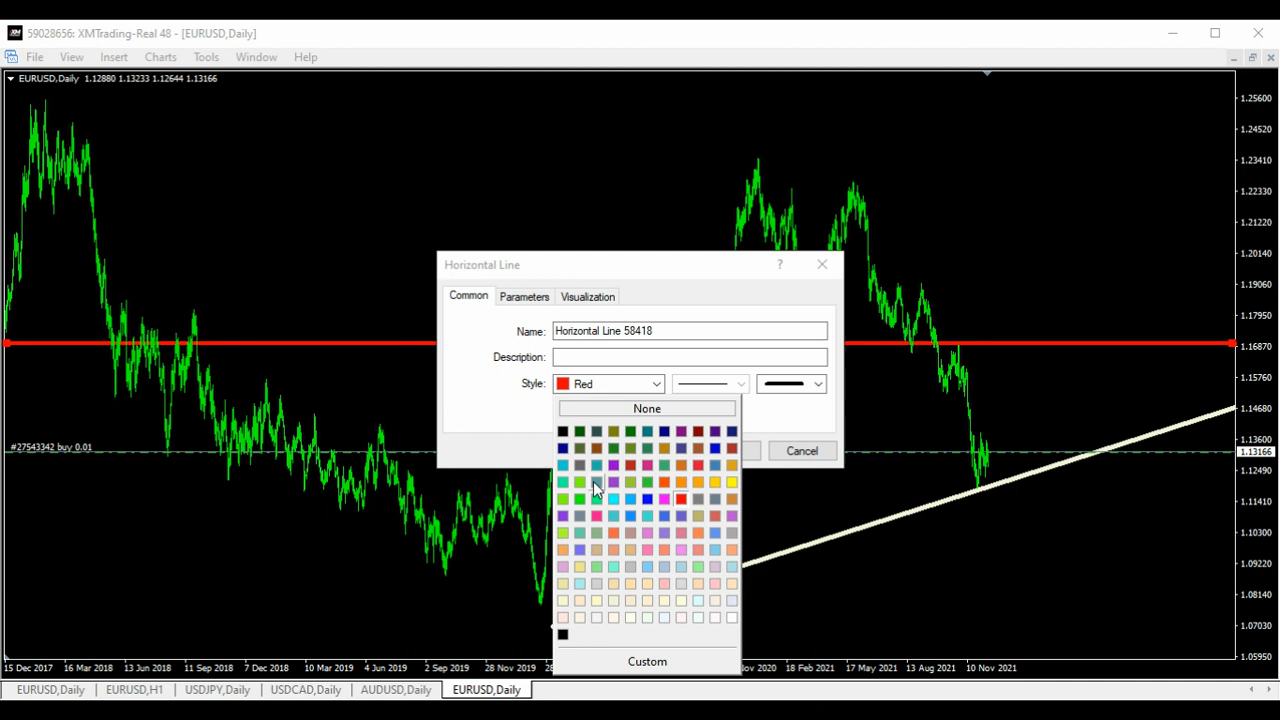 59028656: XMTrading-Real 48 - [EURUSD,Daily]
File View Insert Charts Tools Window Help
EURUSD,Daily 1.12880 1.13233 1.12644 1.13166
1.25600
1.24520
1.23410
1.22330
1.21220
1.20140
1.19060
1.17950
1.16870
1.15760
1.14680
1.13600
1.13166
1.12490
1.11410
1.10300
1.09220
1.08140
1.07030
1.05950
#27543342 buy 0.01
Horizontal Line
Common Parameters Visualization
Name: Horizontal Line 58418
Description:
Style: Red
None
Cancel
Custom
15 Dec 2017 16 Mar 2018 13 Jun 2018 11 Sep 2018 7 Dec 2018 10 Mar 2019 4 Jun 2019 2 Sep 2019 28 Nov 2019 2020 18 Feb 2021 17 May 2021 13 Aug 2021 10 Nov 2021
EURUSD,Daily EURUSD,H1 USDJPY,Daily USDCAD,Daily AUDUSD,Daily EURUSD,Daily